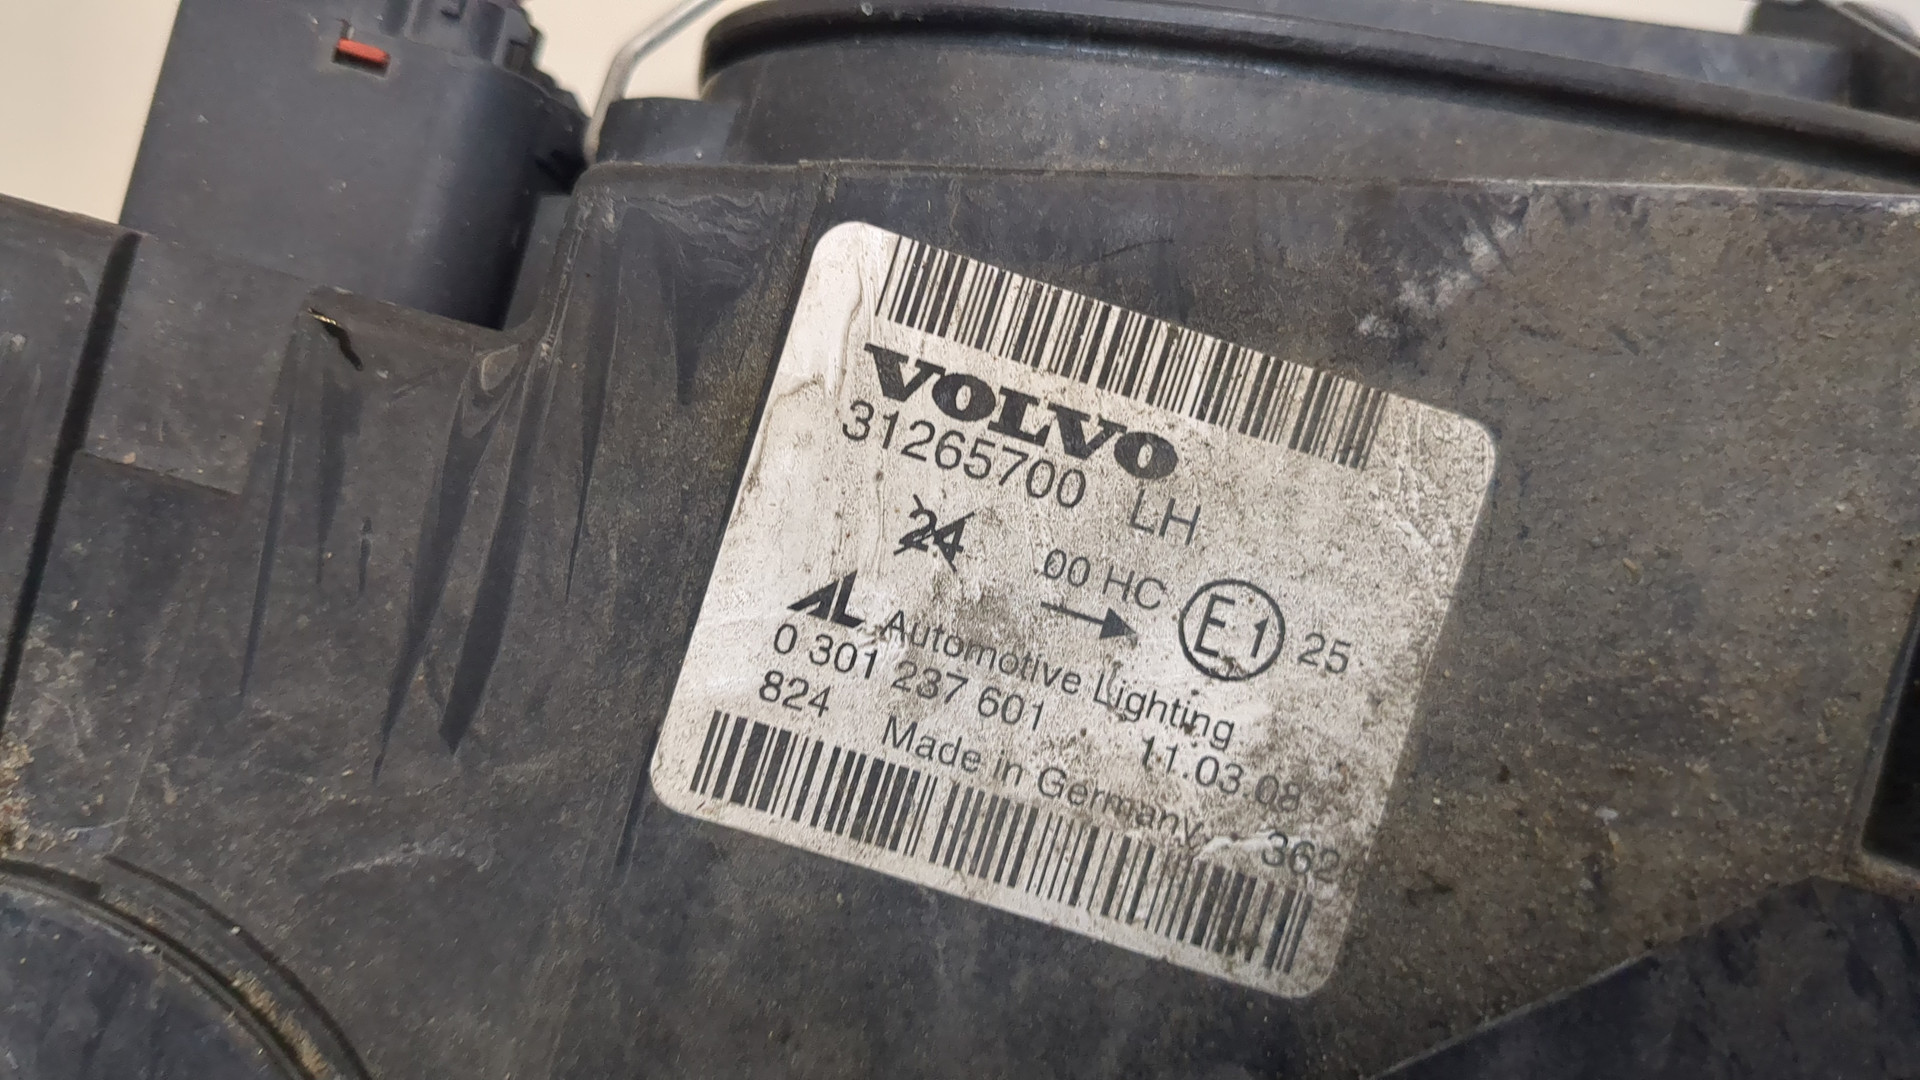 VOLVO
31265700 LH
24 00 HC E1 25
AL Automotive Lighting
0 301 237 601 11.03.08
824 Made in Germany 362